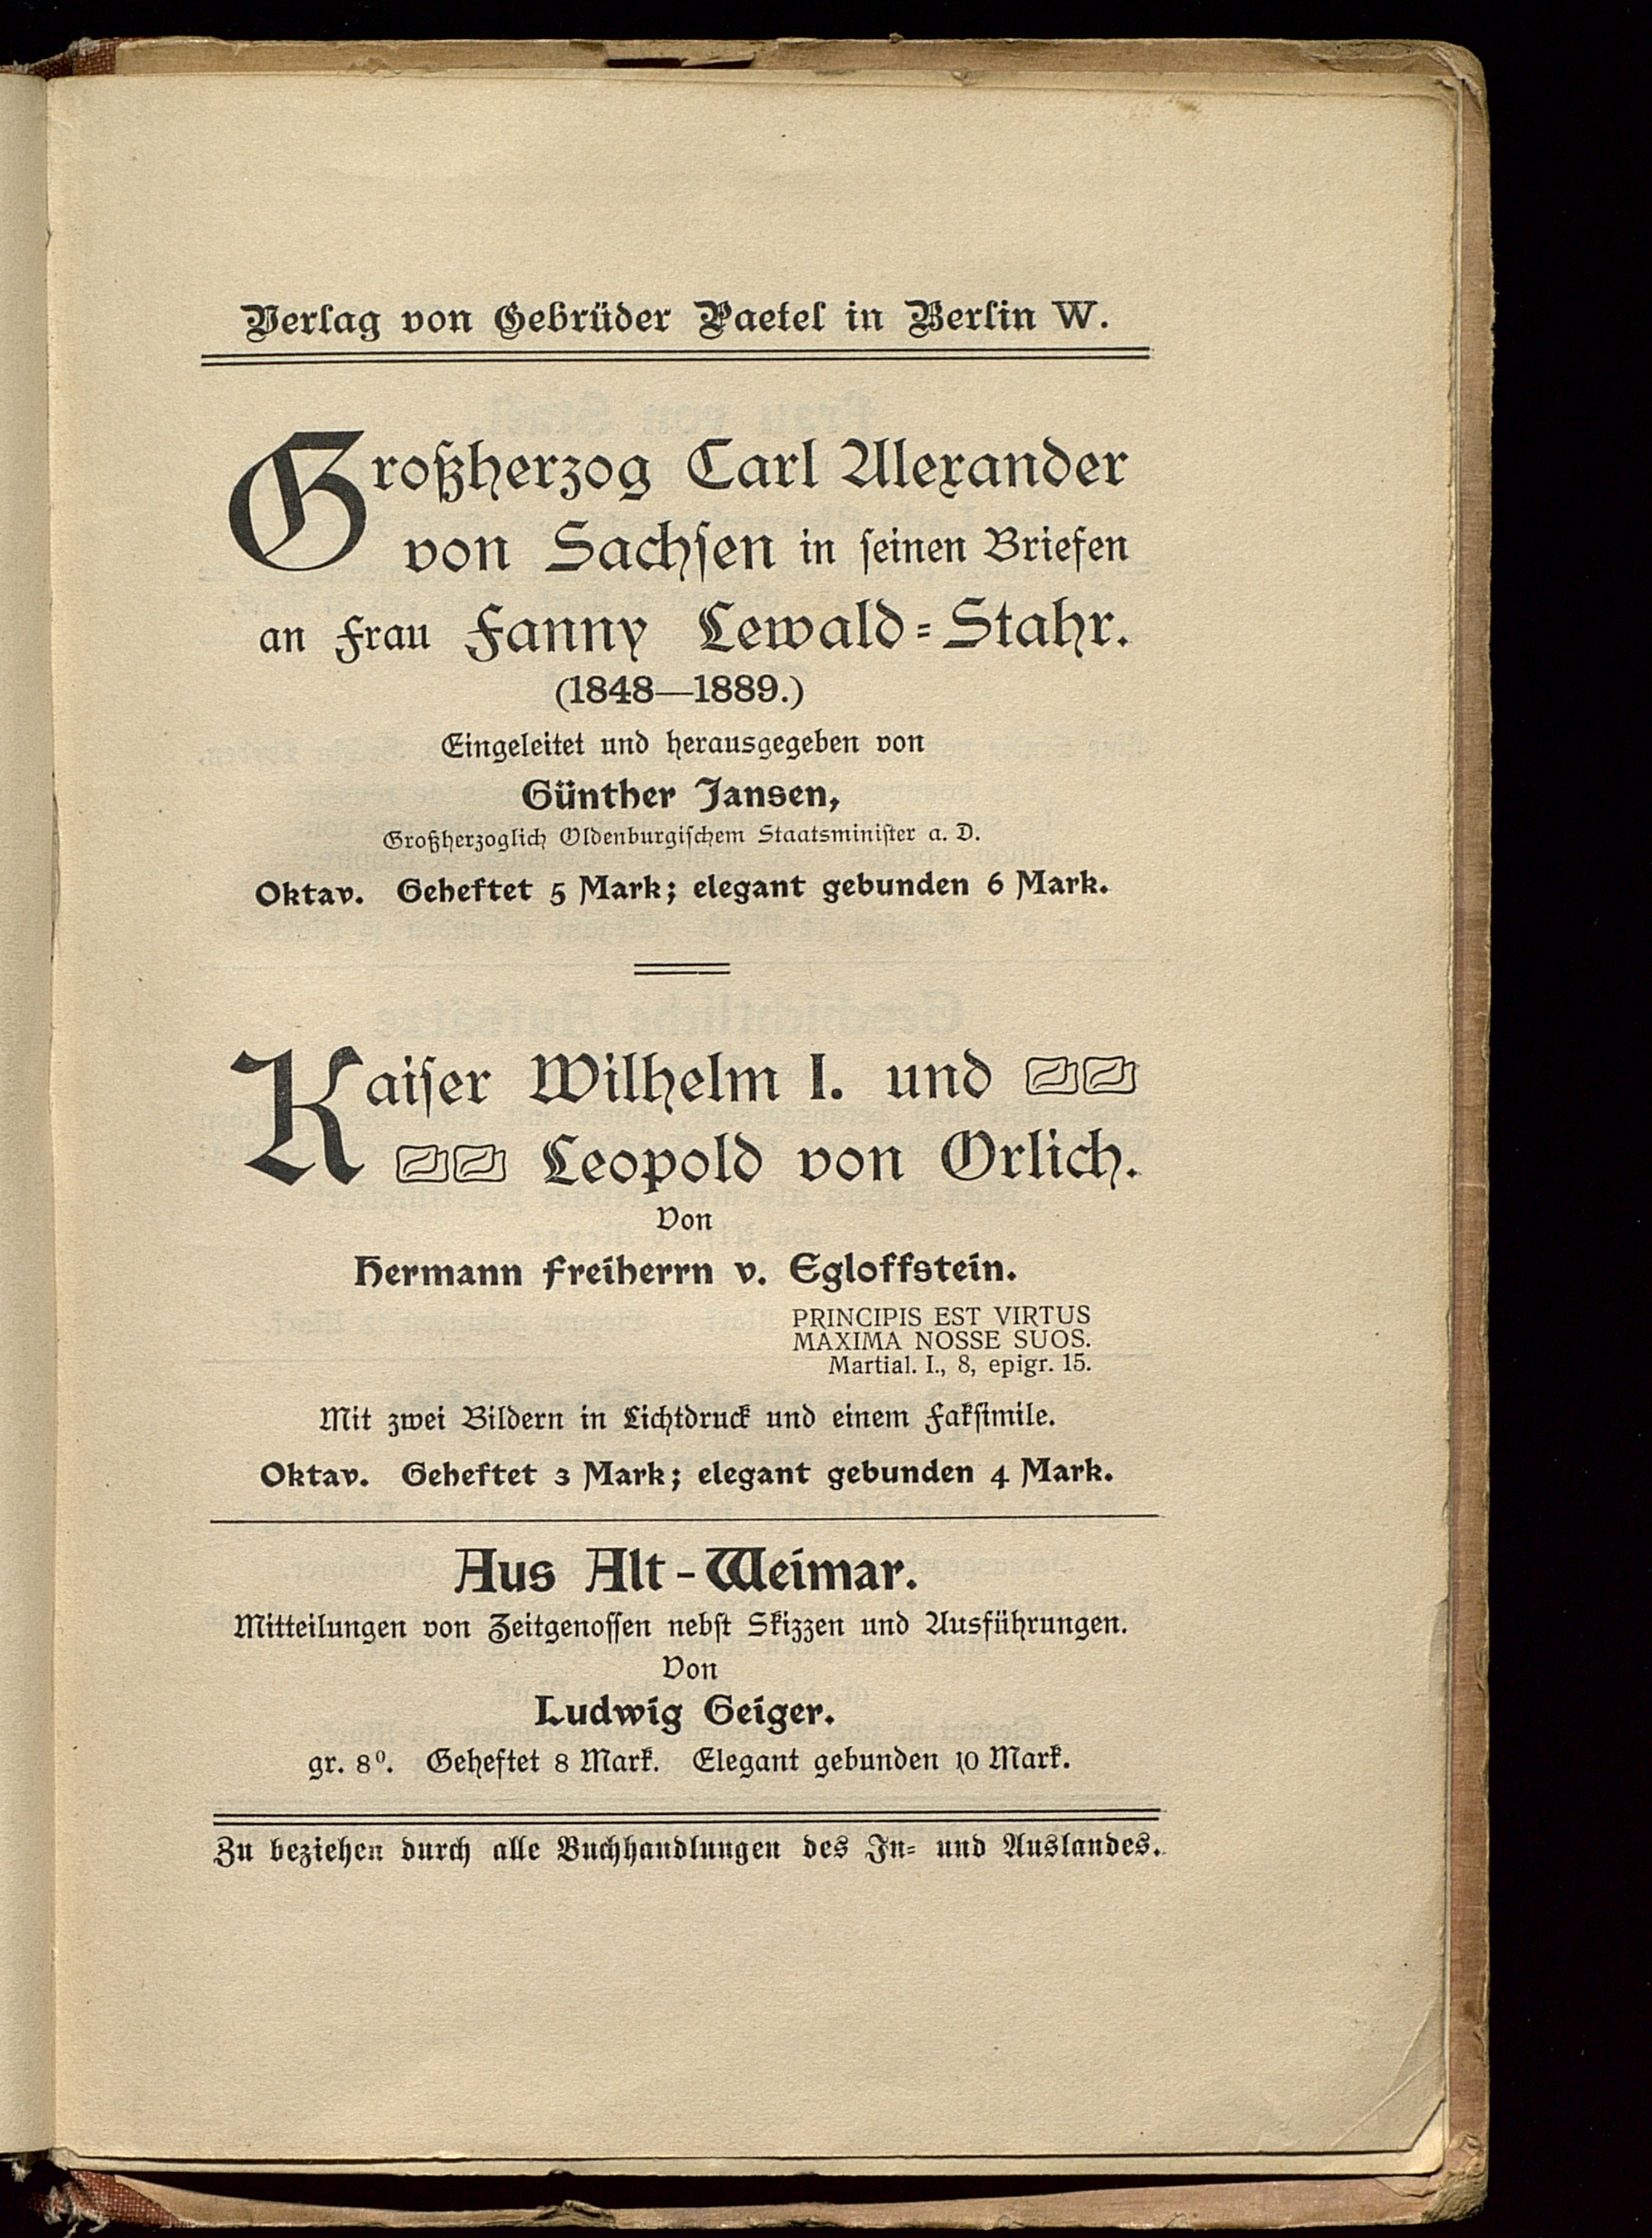 Verlag von Gebrüder Paetel in Berlin W.
Großherzog Carl Alexander
von Sachsen in seinen Briefen
an Frau Fanny Lewald-Stahr.
(1848—1889.)
Eingeleitet und herausgegeben von
Günther Jansen,
Großherzoglich Oldenburgischem Staatsminister a. D.
Oktav. Geheftet 5 Mark; elegant gebunden 6 Mark.
Kaiser Wilhelm I. und
Leopold von Orlich.
Von
Hermann Freiherrn v. Egloffstein.
PRINCIPIS EST VIRTUS
MAXIMA NOSSE SUOS.
Martial. I., 8, epigr. 15.
Mit zwei Bildern in Lichtdruck und einem Faksimile.
Oktav. Geheftet 3 Mark; elegant gebunden 4 Mark.
Aus Alt-Weimar.
Mitteilungen von Zeitgenossen nebst Skizzen und Ausführungen.
Von
Ludwig Geiger.
gr. 8⁰. Geheftet 8 Mark. Elegant gebunden 10 Mark.
Zu beziehen durch alle Buchhandlungen des In- und Auslandes.